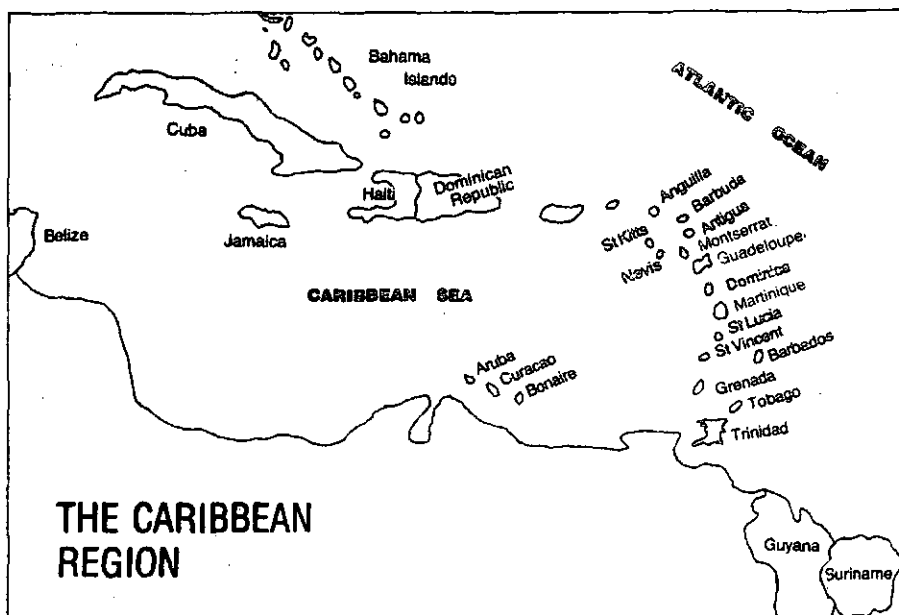 Bahama
Islands
ATLANTIC OCEAN
Cuba
Haiti
Dominican
Republic
Anguilla
Barbuda
St Kitts
Antigua
Belize
Jamaica
Montserrat
Nevis
Guadeloupe
CARIBBEAN SEA
Dominica
Martinique
St Lucia
St Vincent
Barbados
Aruba
Curacao
Bonaire
Grenada
Tobago
Trinidad
THE CARIBBEAN
REGION
Guyana
Suriname